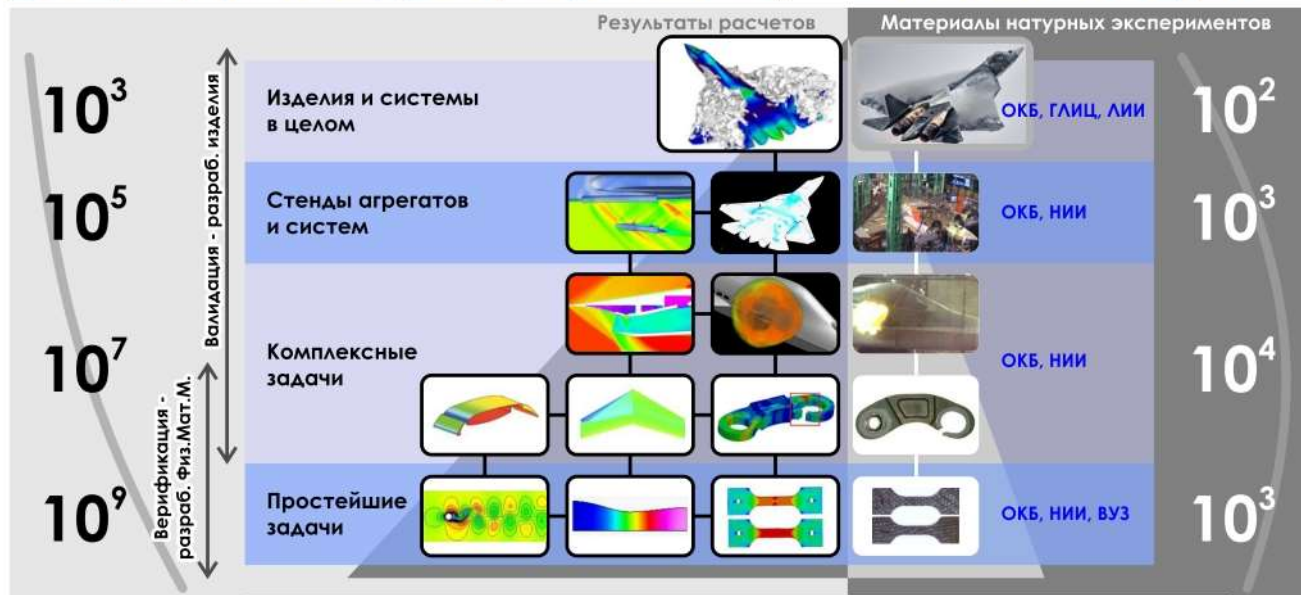 Результаты расчетов
Материалы натурных экспериментов
10³
Изделия и системы
в целом
ОКБ, ГЛИЦ, ЛИИ
10²
10⁵
Стенды агрегатов
и систем
ОКБ, НИИ
10³
10⁷
Комплексные
задачи
ОКБ, НИИ
10⁴
10⁹
Простейшие
задачи
ОКБ, НИИ, ВУЗ
10³
Валидация - разраб. изделия
Верификация -
разраб. Физ.Мат.М.